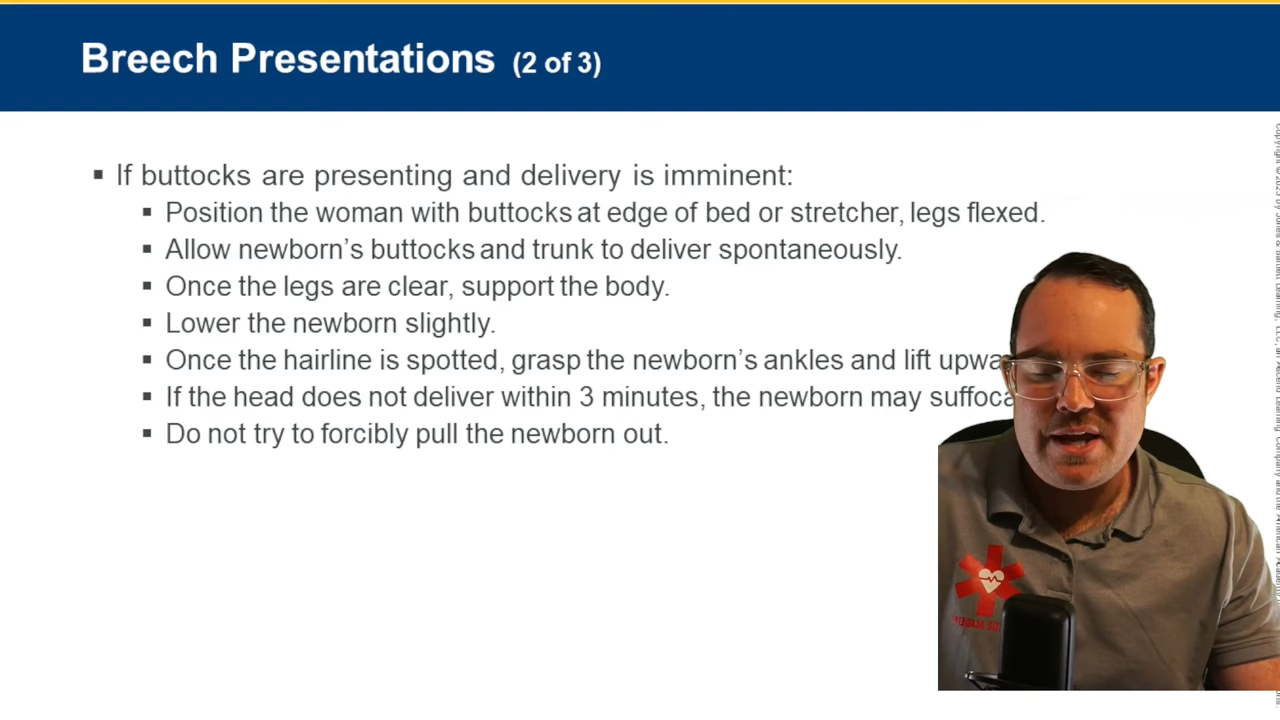 Breech Presentations (2 of 3)
▪ If buttocks are presenting and delivery is imminent:
▪ Position the woman with buttocks at edge of bed or stretcher, legs flexed.
▪ Allow newborn’s buttocks and trunk to deliver spontaneously.
▪ Once the legs are clear, support the body.
▪ Lower the newborn slightly.
▪ Once the hairline is spotted, grasp the newborn’s ankles and lift
▪ If the head does not deliver within 3 minutes, the newborn may
▪ Do not try to forcibly pull the newborn out.